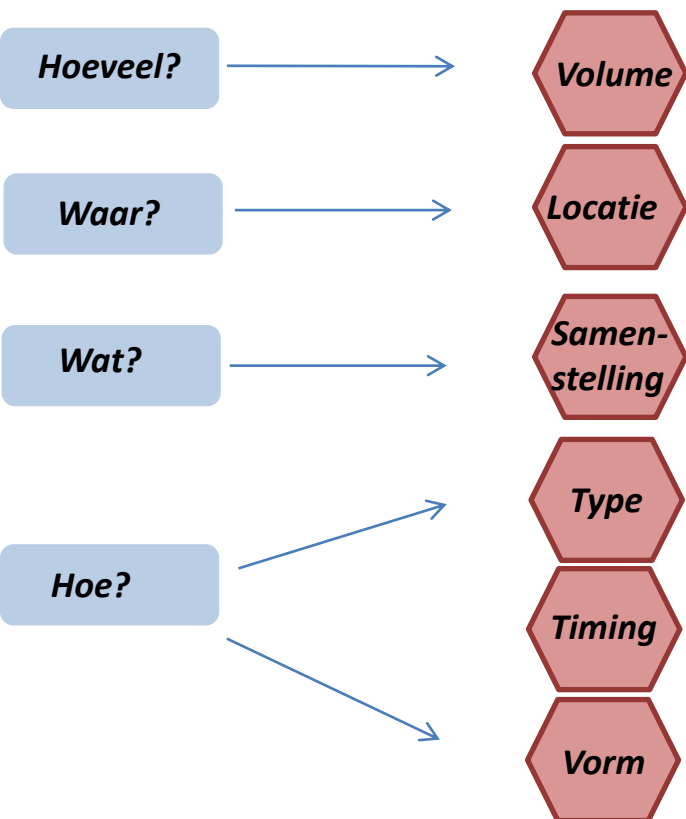 Hoeveel?
Volume
Waar?
Locatie
Wat?
Samen-
stelling
Type
Hoe?
Timing
Vorm